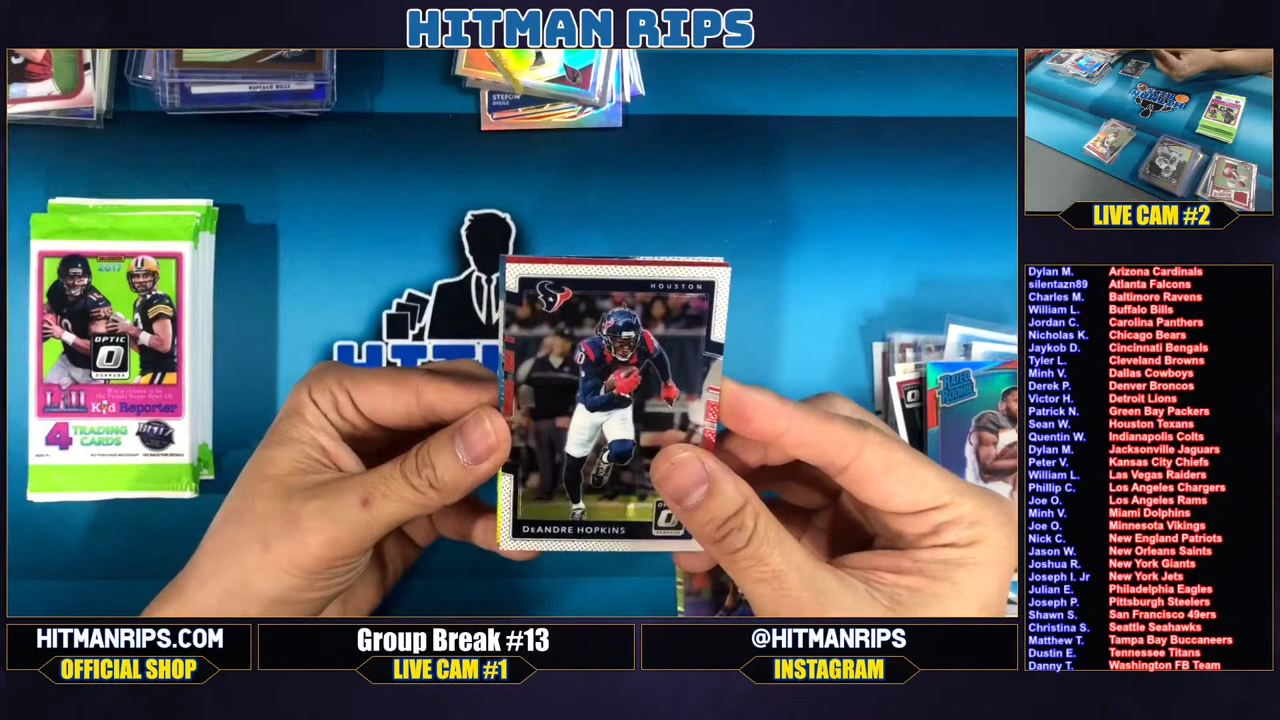 HITMAN RIPS
BUFFALO BILLS
STEFON
DIGGS
2017
OPTIC
DONRUSS
LII
Kid Reporter
4 TRADING
CARDS
HOUSTON
DeANDRE HOPKINS
RATED
ROOKIE
LIVE CAM #2
Dylan M. Arizona Cardinals
silentazn89 Atlanta Falcons
Charles M. Baltimore Ravens
William L. Buffalo Bills
Jordan C. Carolina Panthers
Nicholas K. Chicago Bears
Jaykob D. Cincinnati Bengals
Tyler L. Cleveland Browns
Minh V. Dallas Cowboys
Derek P. Denver Broncos
Victor H. Detroit Lions
Patrick N. Green Bay Packers
Sean W. Houston Texans
Quentin W. Indianapolis Colts
Dylan M. Jacksonville Jaguars
Peter V. Kansas City Chiefs
William L. Las Vegas Raiders
Phillip C. Los Angeles Chargers
Joe O. Los Angeles Rams
Minh V. Miami Dolphins
Joe O. Minnesota Vikings
Nick C. New England Patriots
Jason W. New Orleans Saints
Joshua R. New York Giants
Joseph I. Jr New York Jets
Julian E. Philadelphia Eagles
Joseph P. Pittsburgh Steelers
Shawn S. San Francisco 49ers
Christina S. Seattle Seahawks
Matthew T. Tampa Bay Buccaneers
Dustin E. Tennessee Titans
Danny T. Washington FB Team
HITMANRIPS.COM
OFFICIAL SHOP
Group Break #13
LIVE CAM #1
@HITMANRIPS
INSTAGRAM